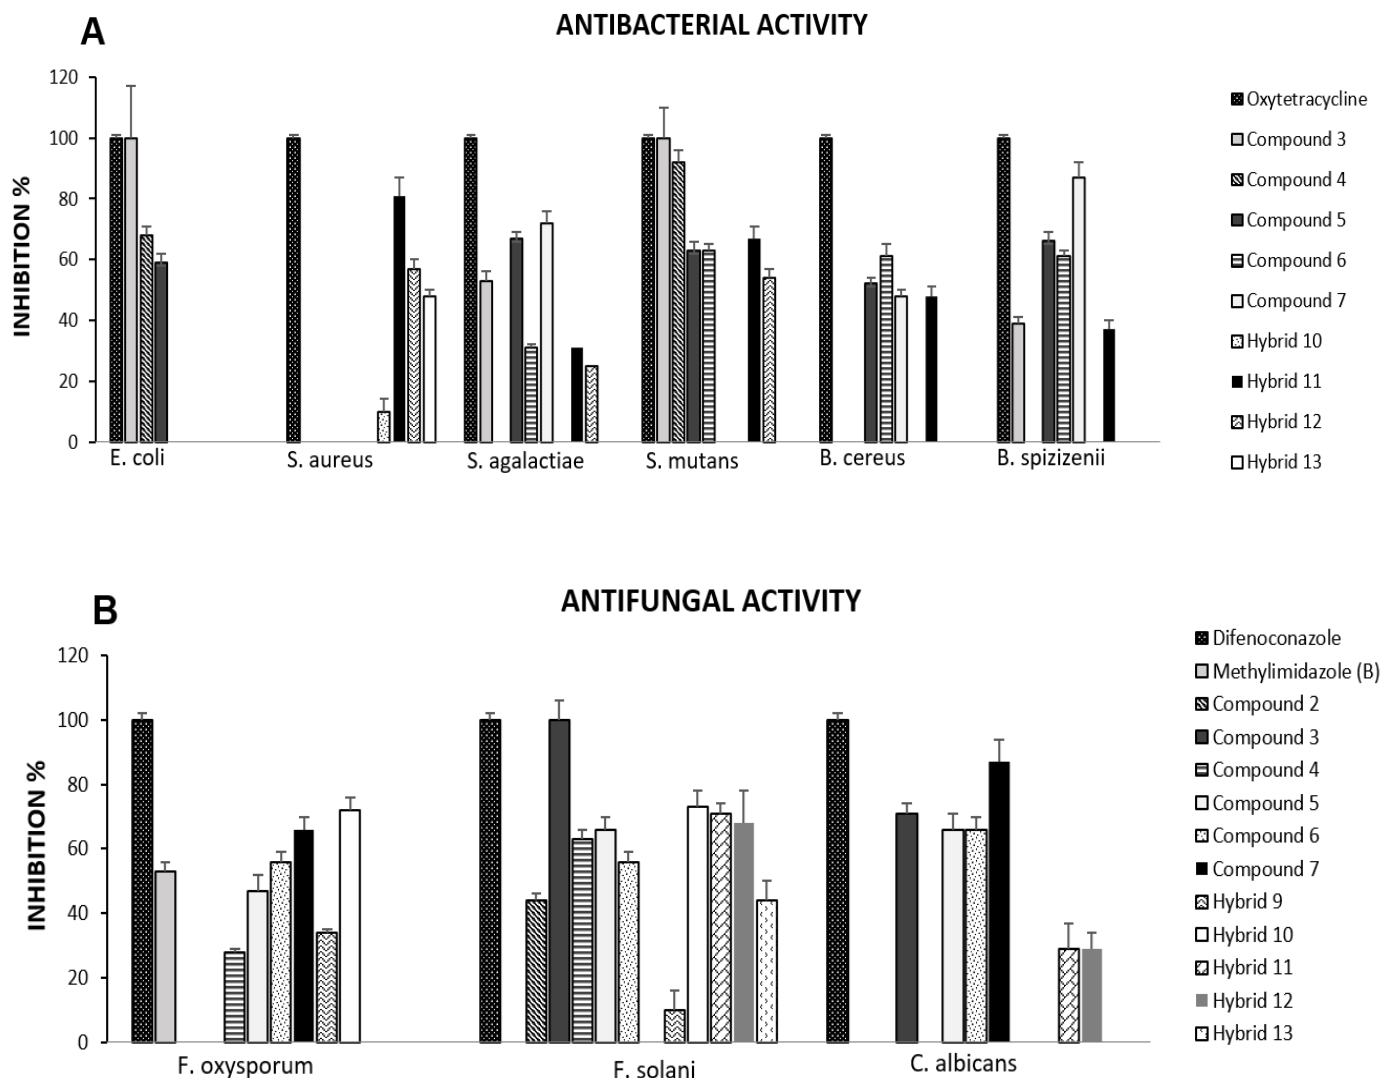 A
ANTIBACTERIAL ACTIVITY
INHIBITION %
120
100
80
60
40
20
0
E. coli
S. aureus
S. agalactiae
S. mutans
B. cereus
B. spizizenii
Oxytetracycline
Compound 3
Compound 4
Compound 5
Compound 6
Compound 7
Hybrid 10
Hybrid 11
Hybrid 12
Hybrid 13
B
ANTIFUNGAL ACTIVITY
INHIBITION %
120
100
80
60
40
20
0
F. oxysporum
F. solani
C. albicans
Difenoconazole
Methylimidazole (B)
Compound 2
Compound 3
Compound 4
Compound 5
Compound 6
Compound 7
Hybrid 9
Hybrid 10
Hybrid 11
Hybrid 12
Hybrid 13